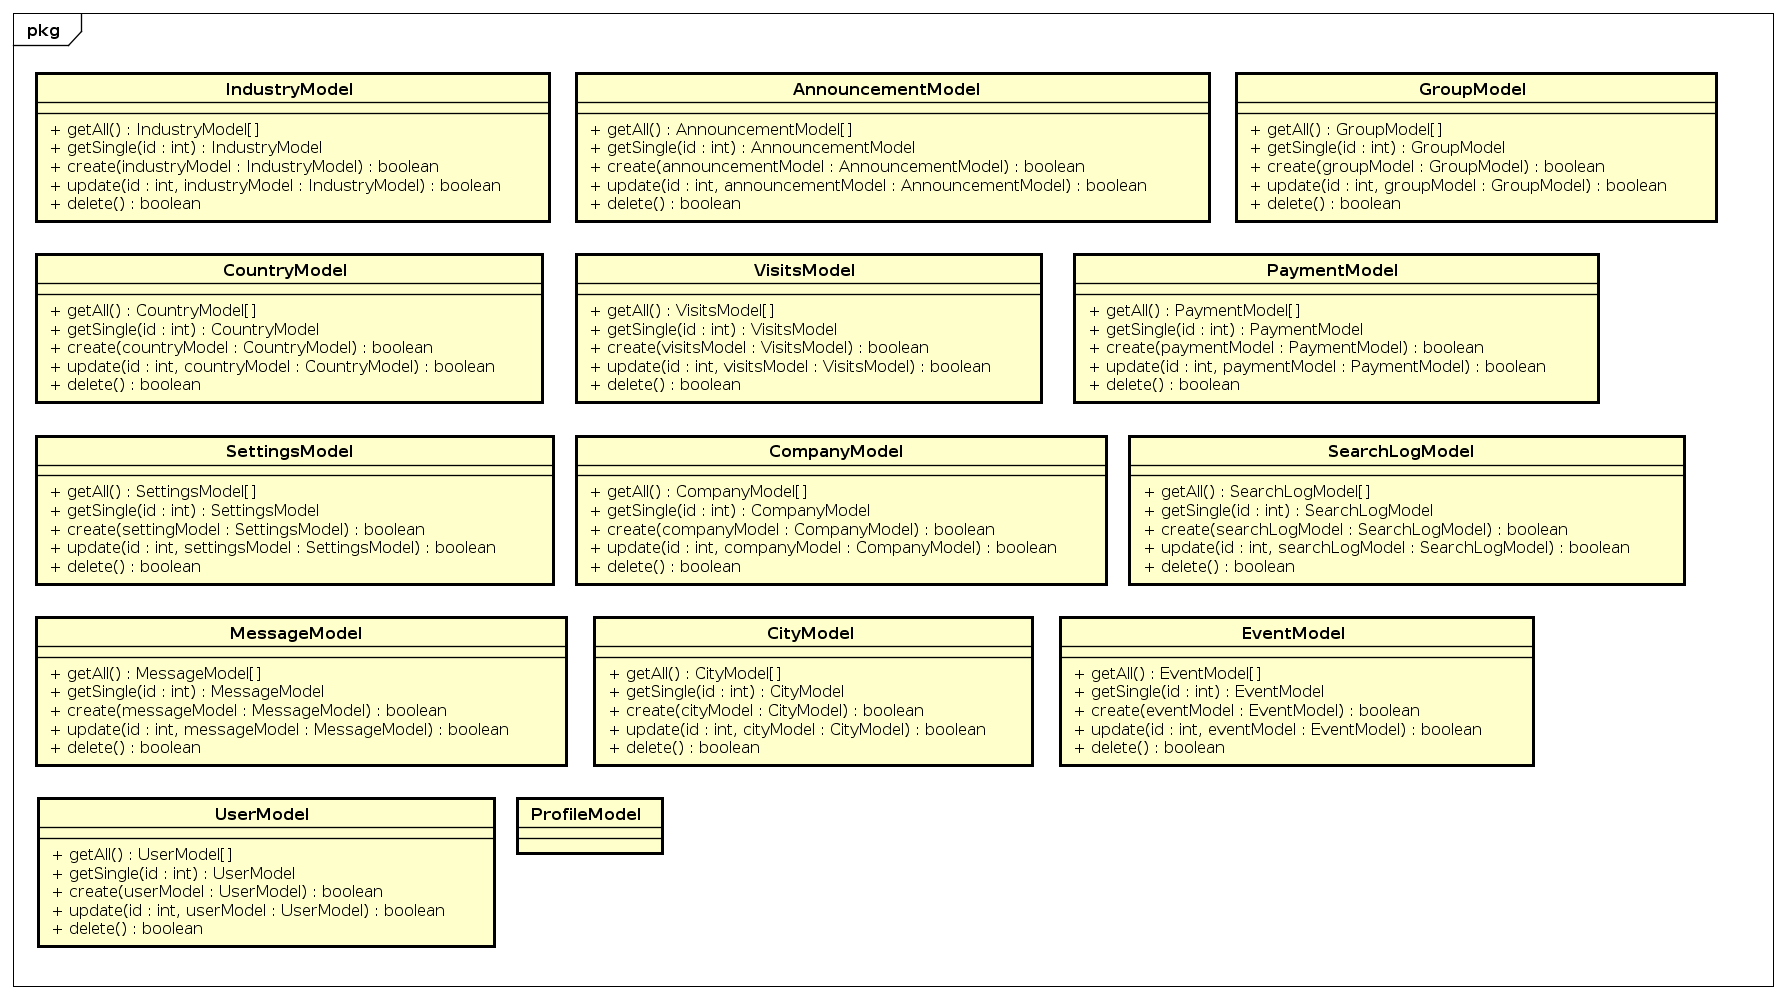 pkg
IndustryModel
+ getAll() : IndustryModel[]
+ getSingle(id : int) : IndustryModel
+ create(industryModel : IndustryModel) : boolean
+ update(id : int, industryModel : IndustryModel) : boolean
+ delete() : boolean
AnnouncementModel
+ getAll() : AnnouncementModel[]
+ getSingle(id : int) : AnnouncementModel
+ create(announcementModel : AnnouncementModel) : boolean
+ update(id : int, announcementModel : AnnouncementModel) : boolean
+ delete() : boolean
GroupModel
+ getAll() : GroupModel[]
+ getSingle(id : int) : GroupModel
+ create(groupModel : GroupModel) : boolean
+ update(id : int, groupModel : GroupModel) : boolean
+ delete() : boolean
CountryModel
+ getAll() : CountryModel[]
+ getSingle(id : int) : CountryModel
+ create(countryModel : CountryModel) : boolean
+ update(id : int, countryModel : CountryModel) : boolean
+ delete() : boolean
VisitsModel
+ getAll() : VisitsModel[]
+ getSingle(id : int) : VisitsModel
+ create(visitsModel : VisitsModel) : boolean
+ update(id : int, visitsModel : VisitsModel) : boolean
+ delete() : boolean
PaymentModel
+ getAll() : PaymentModel[]
+ getSingle(id : int) : PaymentModel
+ create(paymentModel : PaymentModel) : boolean
+ update(id : int, paymentModel : PaymentModel) : boolean
+ delete() : boolean
SettingsModel
+ getAll() : SettingsModel[]
+ getSingle(id : int) : SettingsModel
+ create(settingModel : SettingsModel) : boolean
+ update(id : int, settingsModel : SettingsModel) : boolean
+ delete() : boolean
CompanyModel
+ getAll() : CompanyModel[]
+ getSingle(id : int) : CompanyModel
+ create(companyModel : CompanyModel) : boolean
+ update(id : int, companyModel : CompanyModel) : boolean
+ delete() : boolean
SearchLogModel
+ getAll() : SearchLogModel[]
+ getSingle(id : int) : SearchLogModel
+ create(searchLogModel : SearchLogModel) : boolean
+ update(id : int, searchLogModel : SearchLogModel) : boolean
+ delete() : boolean
MessageModel
+ getAll() : MessageModel[]
+ getSingle(id : int) : MessageModel
+ create(messageModel : MessageModel) : boolean
+ update(id : int, messageModel : MessageModel) : boolean
+ delete() : boolean
CityModel
+ getAll() : CityModel[]
+ getSingle(id : int) : CityModel
+ create(cityModel : CityModel) : boolean
+ update(id : int, cityModel : CityModel) : boolean
+ delete() : boolean
EventModel
+ getAll() : EventModel[]
+ getSingle(id : int) : EventModel
+ create(eventModel : EventModel) : boolean
+ update(id : int, eventModel : EventModel) : boolean
+ delete() : boolean
UserModel
+ getAll() : UserModel[]
+ getSingle(id : int) : UserModel
+ create(userModel : UserModel) : boolean
+ update(id : int, userModel : UserModel) : boolean
+ delete() : boolean
ProfileModel